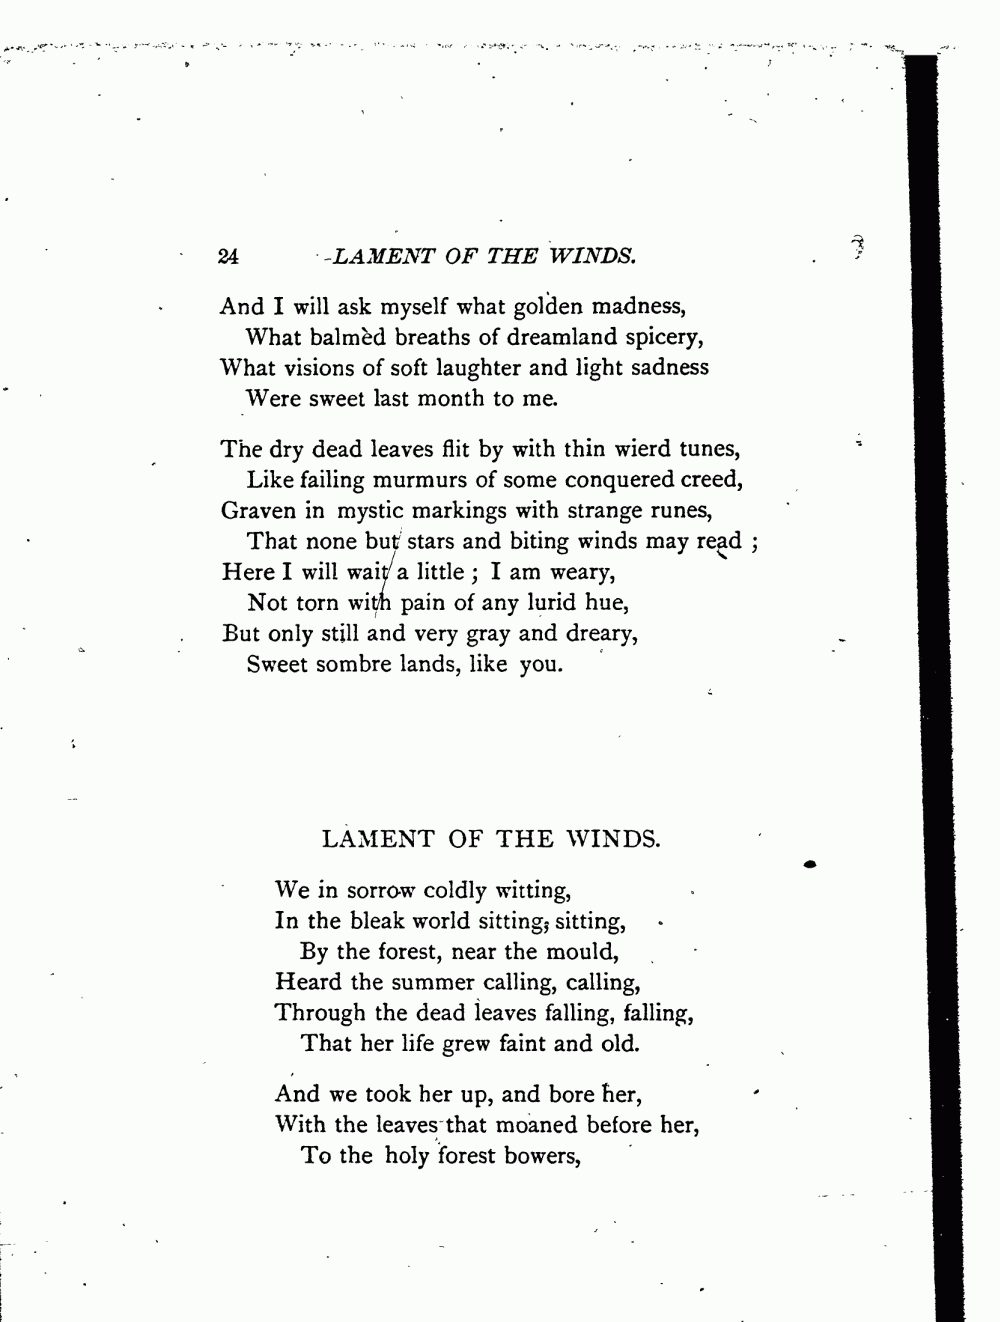 24 LAMENT OF THE WINDS.
And I will ask myself what golden madness,
What balmèd breaths of dreamland spicery,
What visions of soft laughter and light sadness
Were sweet last month to me.
The dry dead leaves flit by with thin wierd tunes,
Like failing murmurs of some conquered creed,
Graven in mystic markings with strange runes,
That none but stars and biting winds may read ;
Here I will wait a little ; I am weary,
Not torn with pain of any lurid hue,
But only still and very gray and dreary,
Sweet sombre lands, like you.
LAMENT OF THE WINDS.
We in sorrow coldly witting,
In the bleak world sitting, sitting,
By the forest, near the mould,
Heard the summer calling, calling,
Through the dead leaves falling, falling,
That her life grew faint and old.
And we took her up, and bore her,
With the leaves that moaned before her,
To the holy forest bowers,